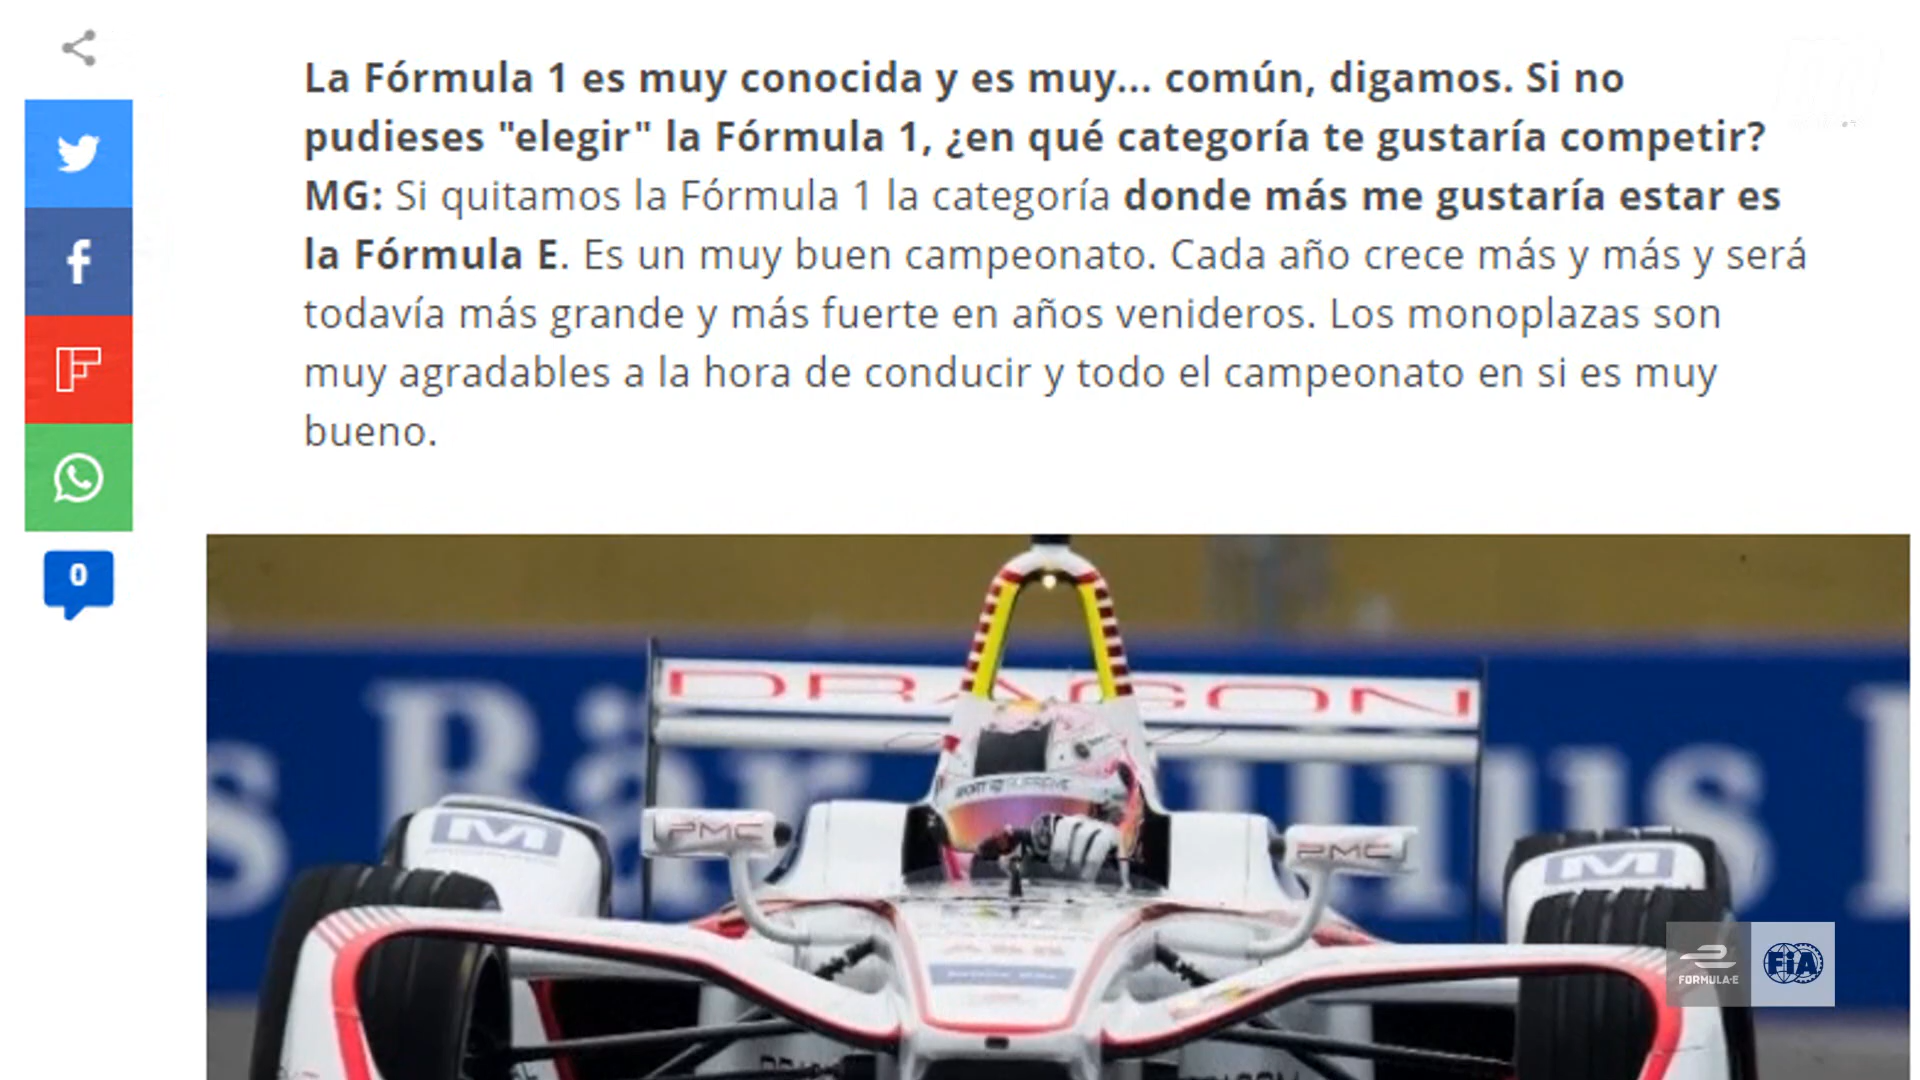 La Fórmula 1 es muy conocida y es muy... común, digamos. Si no
pudieses "elegir" la Fórmula 1, ¿en qué categoría te gustaría competir?
MG: Si quitamos la Fórmula 1 la categoría donde más me gustaría estar es
la Fórmula E. Es un muy buen campeonato. Cada año crece más y más y será
todavía más grande y más fuerte en años venideros. Los monoplazas son
muy agradables a la hora de conducir y todo el campeonato en si es muy
bueno.
0
DRAGON
PMC
PMC
M
M
FORMULA-E
FIA